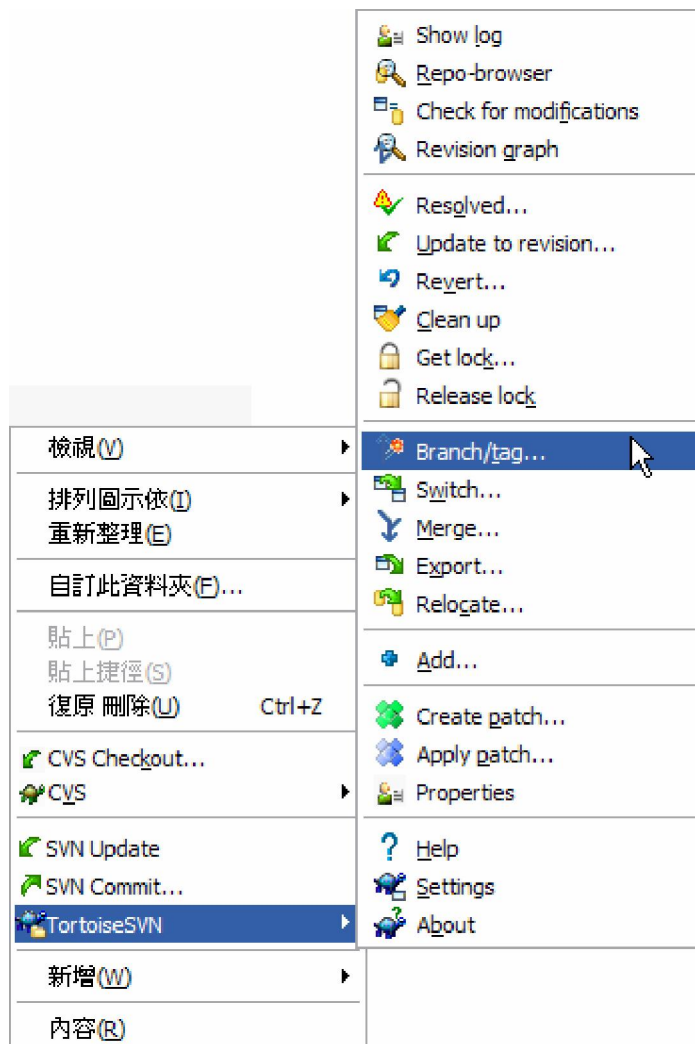 Show log
Repo-browser
Check for modifications
Revision graph
Resolved...
Update to revision...
Revert...
Clean up
Get lock...
Release lock
Branch/tag...
Switch...
Merge...
Export...
Relocate...
Add...
Create patch...
Apply patch...
Properties
Help
Settings
About
檢視(V)
排列圖示依(I)
重新整理(E)
自訂此資料夾(F)...
貼上(P)
貼上捷徑(S)
復原 刪除(U) Ctrl+Z
CVS Checkout...
CVS
SVN Update
SVN Commit...
TortoiseSVN
新增(W)
內容(R)